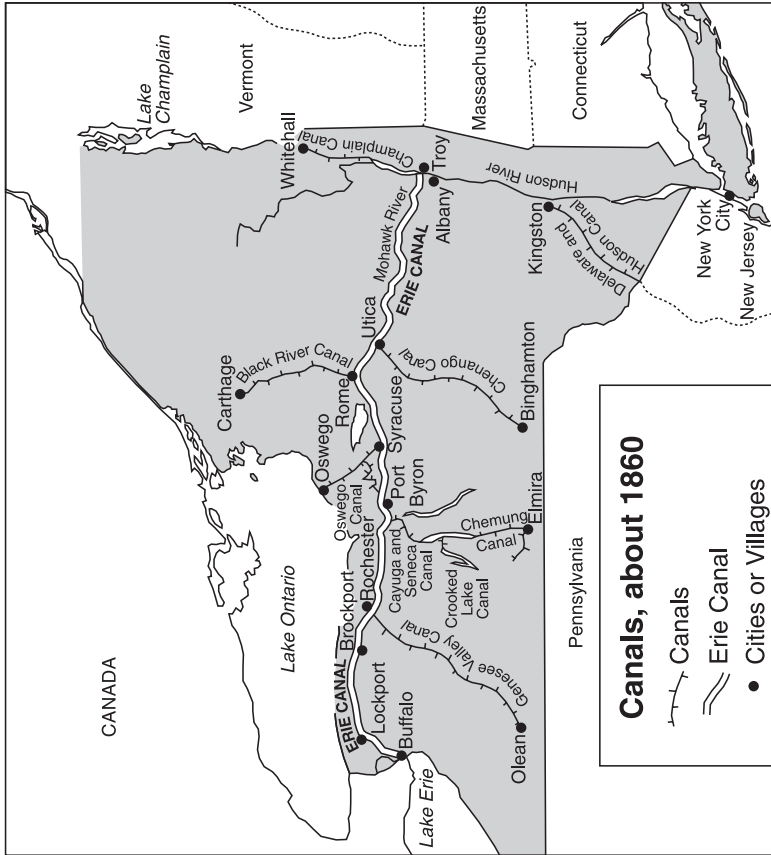 CANADA
Lake Ontario
Lake Erie
Lake
Champlain
Vermont
Massachusetts
Connecticut
New Jersey
Pennsylvania
Whitehall
Champlain Canal
Troy
Albany
Hudson River
Mohawk River
ERIE CANAL
Utica
Rome
Black River Canal
Carthage
Kingston
Delaware and
Hudson Canal
New York
City
Chenango Canal
Binghamton
Syracuse
Oswego
Oswego
Canal
Port
Byron
Cayuga and
Seneca
Canal
Crooked
Lake
Canal
Chemung
Canal
Elmira
Rochester
Brockport
ERIE CANAL
Lockport
Buffalo
Genesee Valley Canal
Olean
Canals, about 1860
Canals
Erie Canal
Cities or Villages